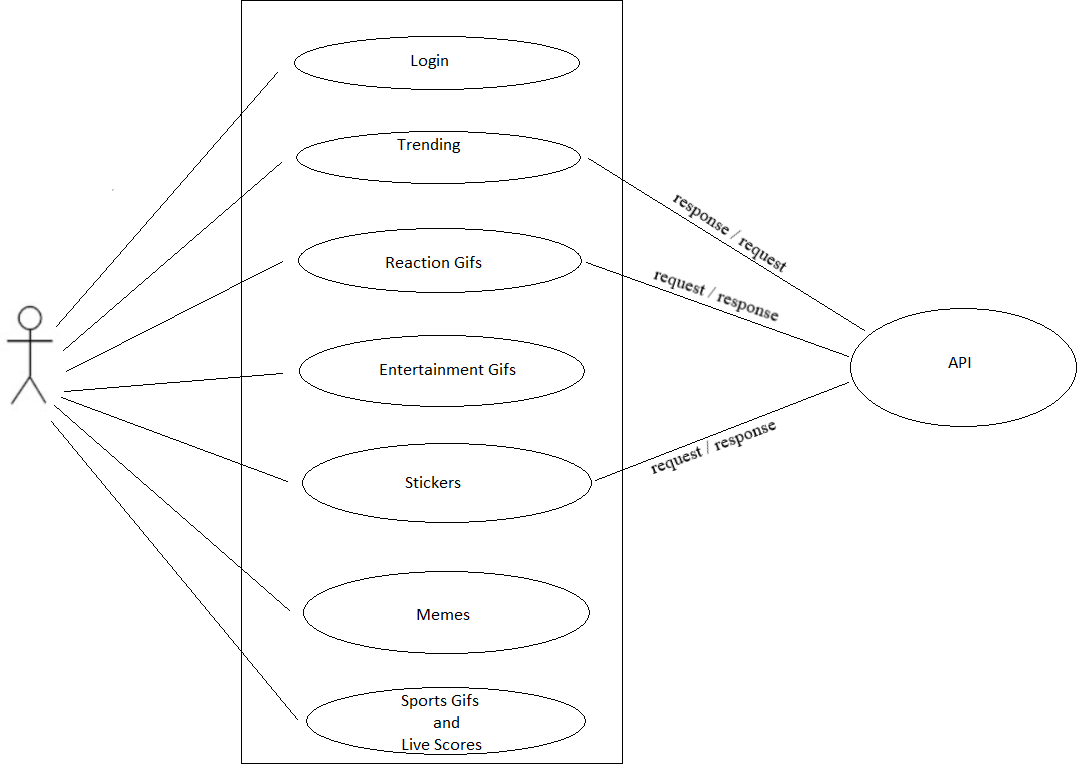 Login
Trending
response / request
Reaction Gifs
request / response
Entertainment Gifs
API
Stickers
request / response
Memes
Sports Gifs
and
Live Scores